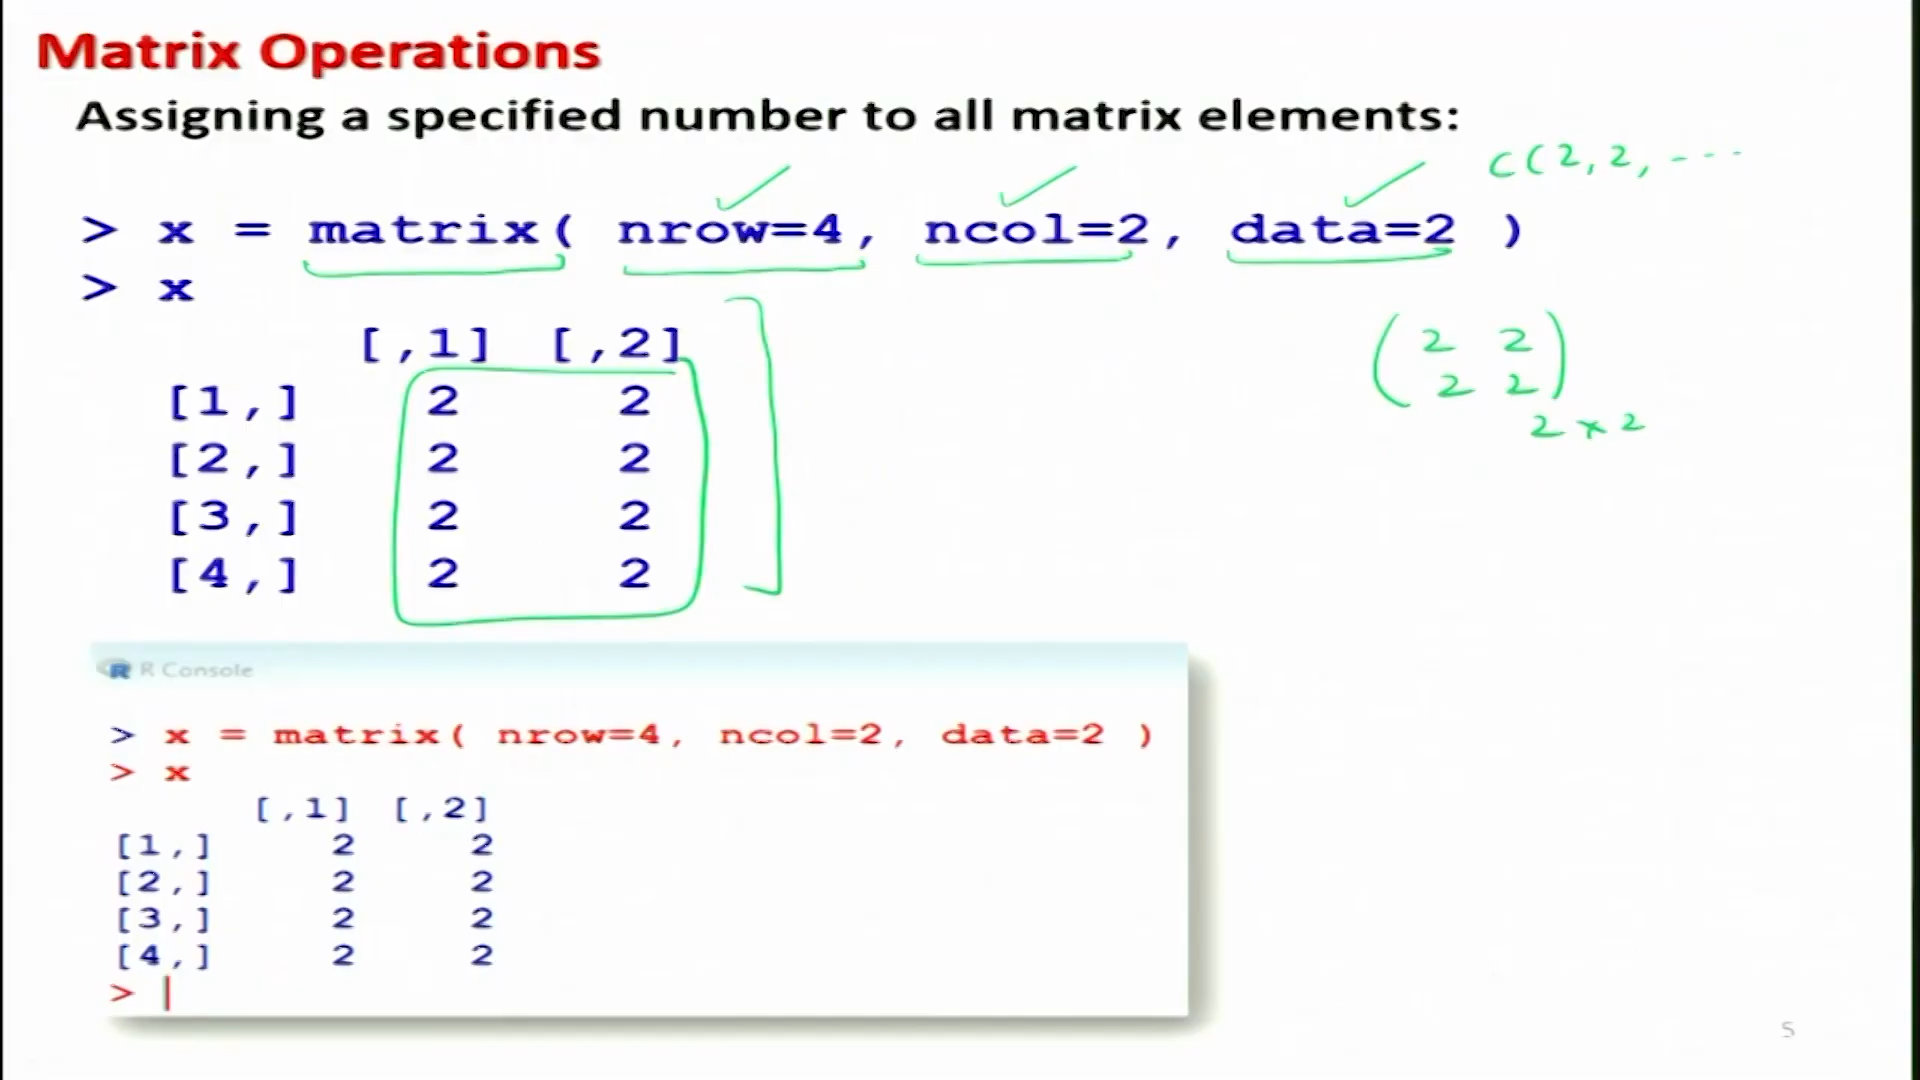 Matrix Operations
Assigning a specified number to all matrix elements:
c(2,2, ---
> x = matrix( nrow=4, ncol=2, data=2 )
> x
[,1] [,2]
[1,] 2 2
[2,] 2 2
[3,] 2 2
[4,] 2 2
2 2
2 2
2 x 2
R Console
> x = matrix( nrow=4, ncol=2, data=2 )
> x
[,1] [,2]
[1,] 2 2
[2,] 2 2
[3,] 2 2
[4,] 2 2
>
5